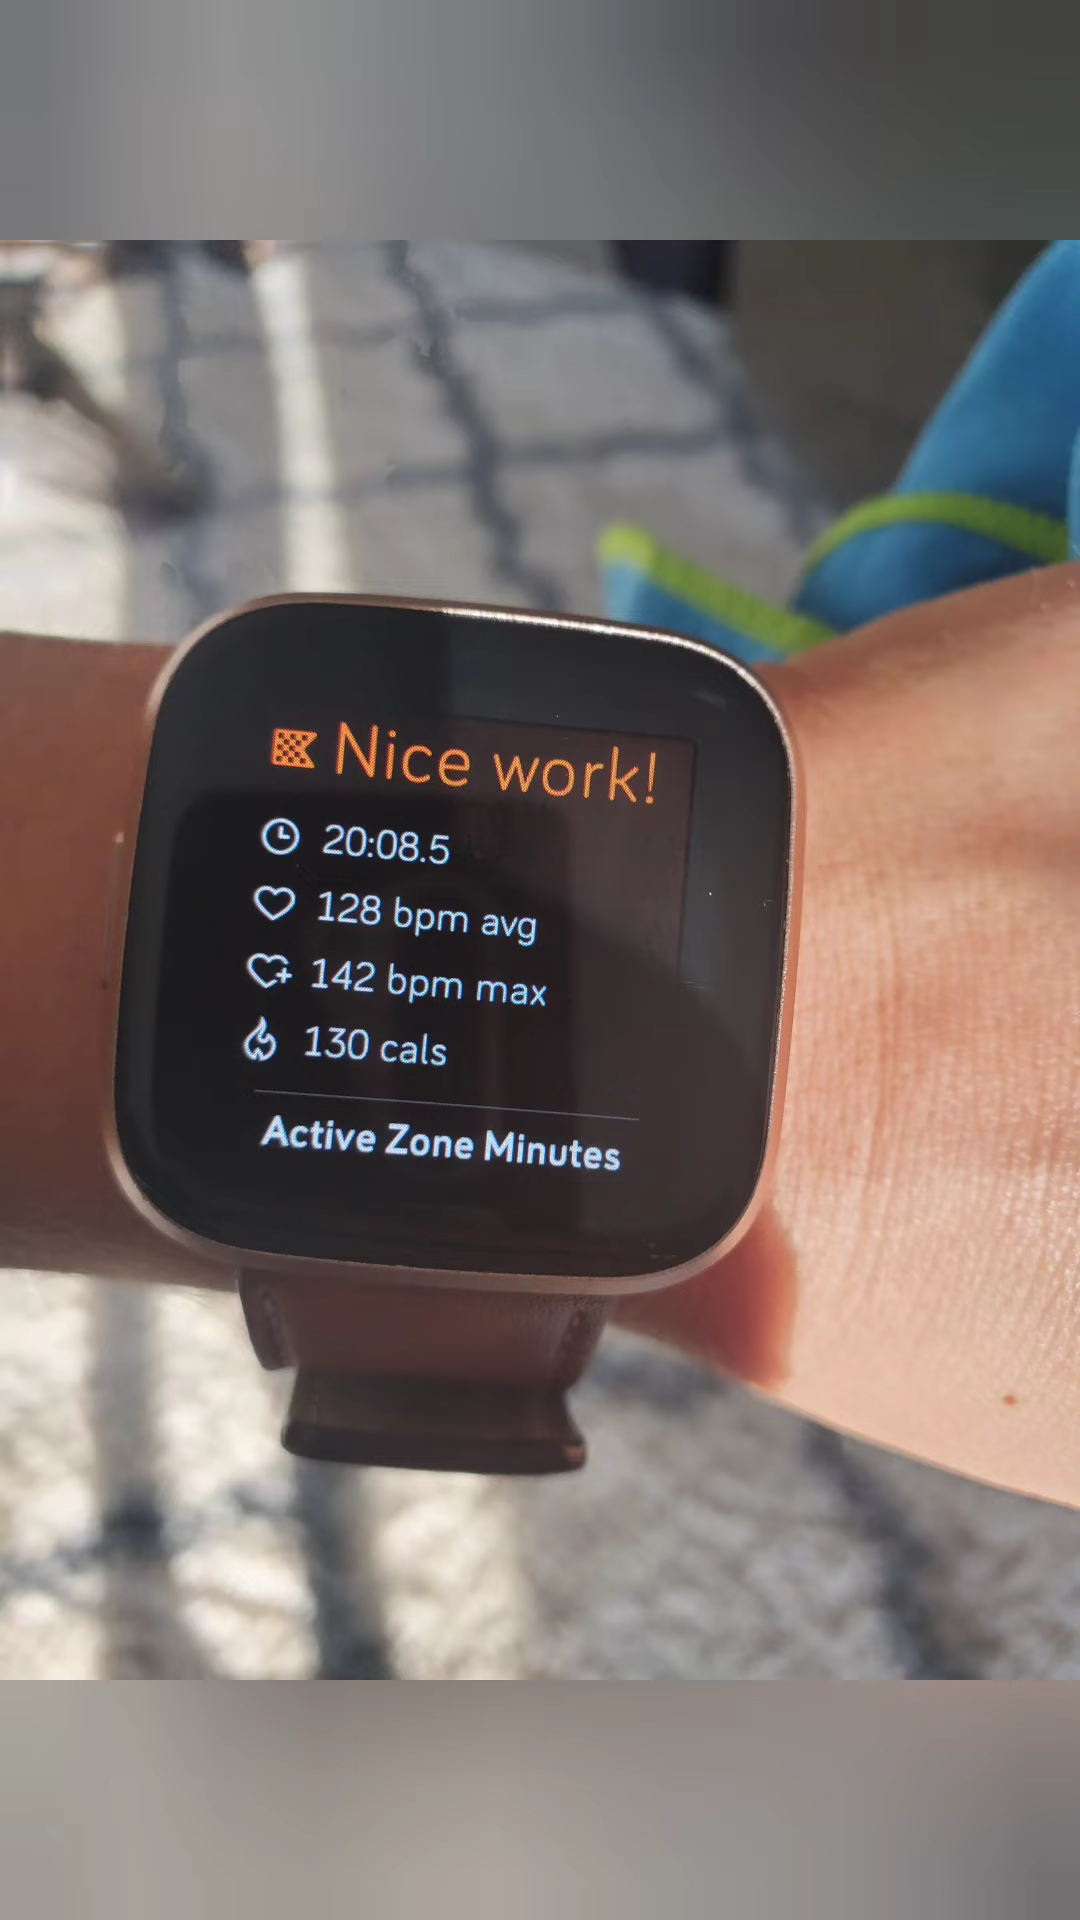 Nice work!
20:08.5
128 bpm avg
142 bpm max
130 cals
Active Zone Minutes